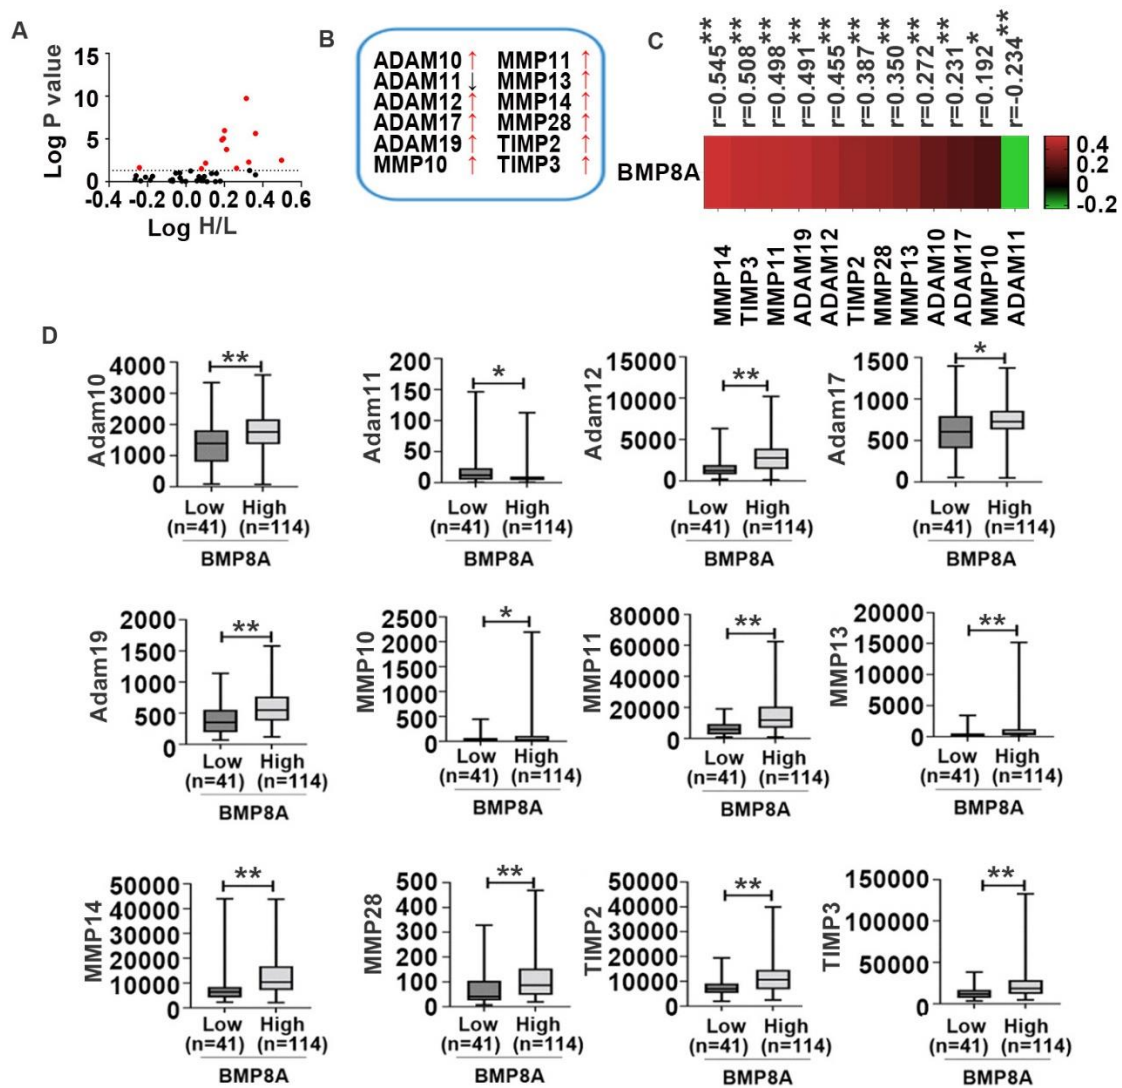 A
15
10
5
0
Log P value
-0.4 -0.2 0.0 0.2 0.4 0.6
Log H/L
B
ADAM10 ↑ MMP11 ↑
ADAM11 ↓ MMP13 ↑
ADAM12 ↑ MMP14 ↑
ADAM17 ↑ MMP28 ↑
ADAM19 ↑ TIMP2 ↑
MMP10 ↑ TIMP3 ↑
C
r=0.545**
r=0.508**
r=0.498**
r=0.491**
r=0.455**
r=0.387**
r=0.350**
r=0.272**
r=0.231**
r=0.192*
r=-0.234**
BMP8A
0.4
0.2
0
-0.2
MMP14
TIMP3
MMP11
ADAM19
ADAM12
TIMP2
MMP28
MMP13
ADAM10
ADAM17
MMP10
ADAM11
D
Adam10
4000
3000
2000
1000
0
**
Low High
(n=41) (n=114)
BMP8A
Adam11
200
150
100
50
0
*
Low High
(n=41) (n=114)
BMP8A
Adam12
15000
10000
5000
0
**
Low High
(n=41) (n=114)
BMP8A
Adam17
1500
1000
500
0
*
Low High
(n=41) (n=114)
BMP8A
Adam19
2000
1500
1000
500
0
**
Low High
(n=41) (n=114)
BMP8A
MMP10
2500
2000
1500
1000
500
0
*
Low High
(n=41) (n=114)
BMP8A
MMP11
80000
60000
40000
20000
0
**
Low High
(n=41) (n=114)
BMP8A
MMP13
20000
15000
10000
5000
0
**
Low High
(n=41) (n=114)
BMP8A
MMP14
50000
40000
30000
20000
10000
0
**
Low High
(n=41) (n=114)
BMP8A
MMP28
500
400
300
200
100
0
**
Low High
(n=41) (n=114)
BMP8A
TIMP2
50000
40000
30000
20000
10000
0
**
Low High
(n=41) (n=114)
BMP8A
TIMP3
150000
100000
50000
0
**
Low High
(n=41) (n=114)
BMP8A